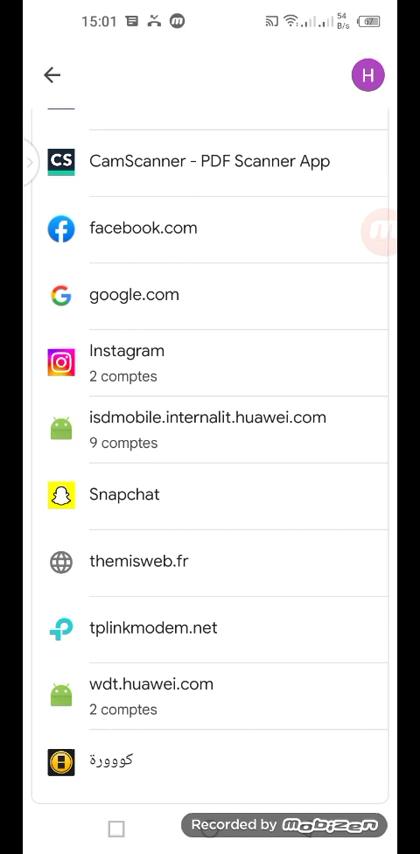 15:01
54
B/s
67
H
CS
CamScanner - PDF Scanner App
facebook.com
google.com
Instagram
2 comptes
isdmobile.internalit.huawei.com
9 comptes
Snapchat
themisweb.fr
tplinkmodem.net
wdt.huawei.com
2 comptes
كووورة
Recorded by mobizen